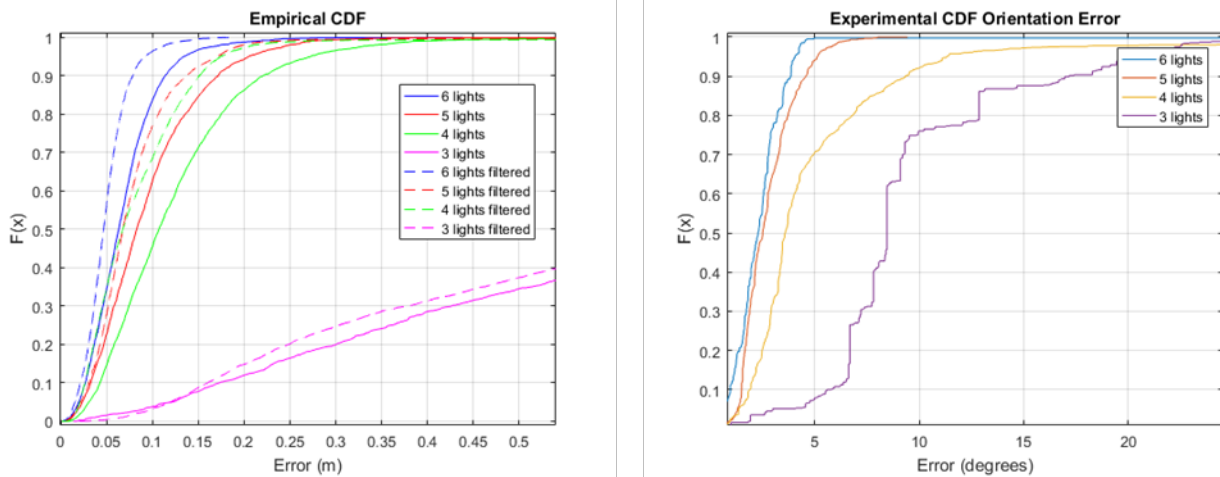 Empirical CDF
1
0.9
0.8
0.7
0.6
0.5
0.4
0.3
0.2
0.1
0
F(x)
6 lights
5 lights
4 lights
3 lights
6 lights filtered
5 lights filtered
4 lights filtered
3 lights filtered
0 0.05 0.1 0.15 0.2 0.25 0.3 0.35 0.4 0.45 0.5
Error (m)
Experimental CDF Orientation Error
1
0.9
0.8
0.7
0.6
0.5
0.4
0.3
0.2
0.1
F(x)
6 lights
5 lights
4 lights
3 lights
5 10 15 20
Error (degrees)